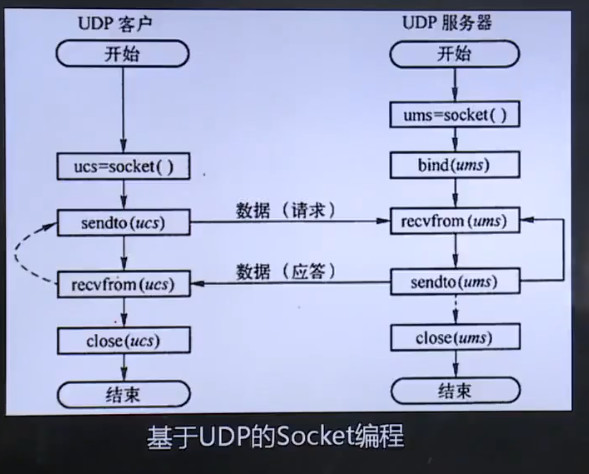 UDP 客户
开始
ucs=socket( )
sendto(ucs)
recvfrom(ucs)
close(ucs)
结束
数据（请求）
数据（应答）
UDP 服务器
开始
ums=socket( )
bind(ums)
recvfrom(ums)
sendto(ums)
close(ums)
结束
基于UDP的Socket编程